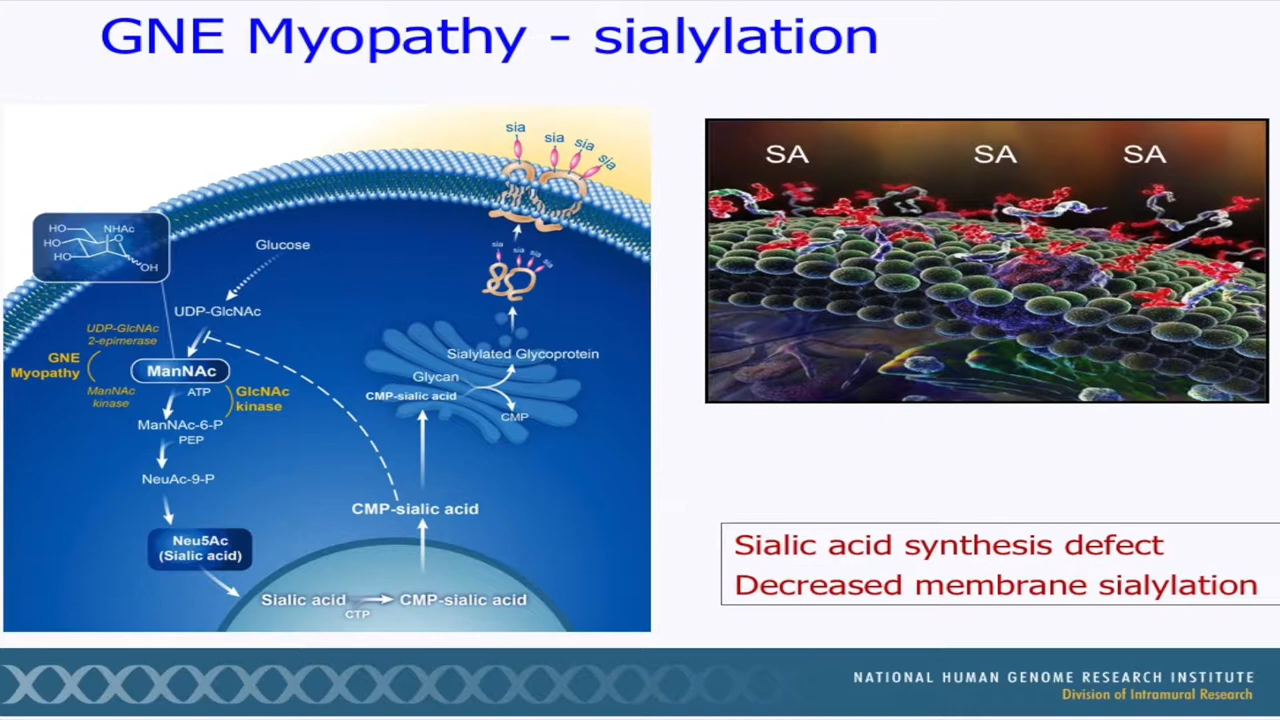 GNE Myopathy - sialylation
sia
sia
sia
sia
HO
NHAc
HO
O
HO
OH
Glucose
sia
sia
sia
sia
UDP-GlcNAc
UDP-GlcNAc
2-epimerase
GNE
Myopathy
ManNAc
ManNAc
kinase
ATP
GlcNAc
kinase
ManNAc-6-P
PEP
NeuAc-9-P
Neu5Ac
(Sialic acid)
Sialylated Glycoprotein
Glycan
CMP-sialic acid
CMP
CMP-sialic acid
Sialic acid
CTP
CMP-sialic acid
SA
SA
SA
Sialic acid synthesis defect
Decreased membrane sialylation
NATIONAL HUMAN GENOME RESEARCH INSTITUTE
Division of Intramural Research